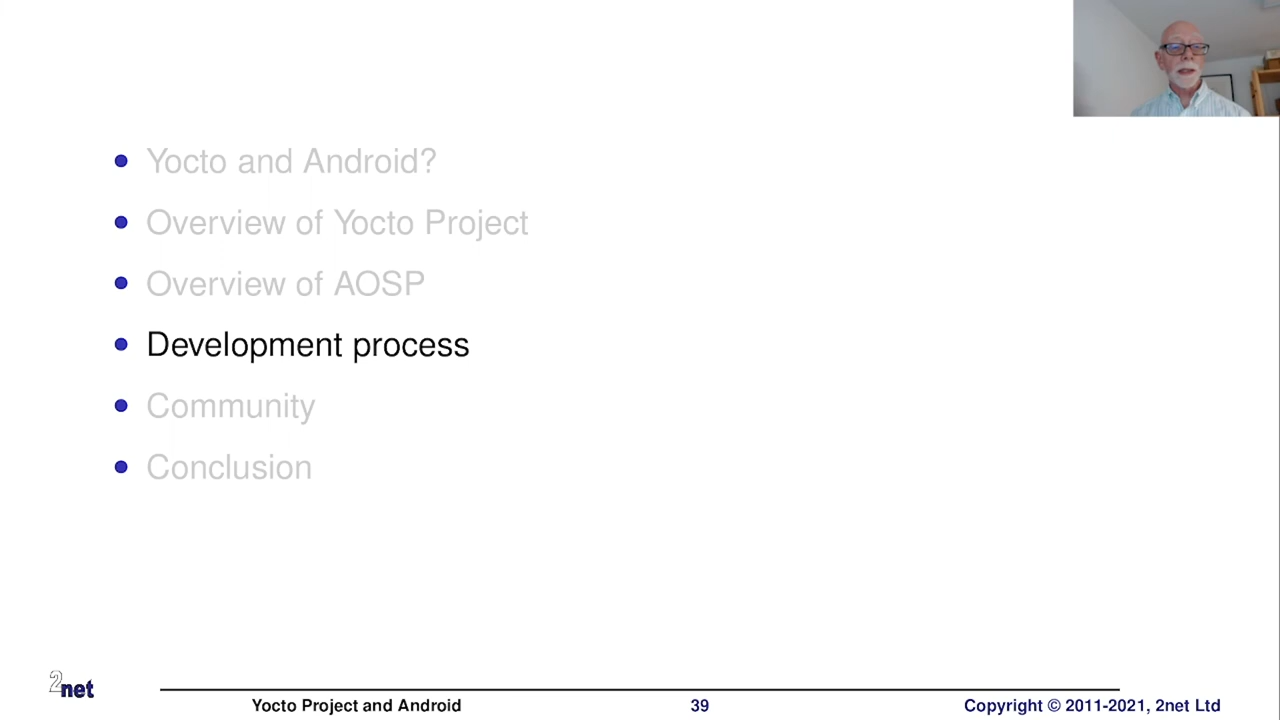 Yocto and Android?
Overview of Yocto Project
Overview of AOSP
Development process
Community
Conclusion
2net
Yocto Project and Android 39 Copyright © 2011-2021, 2net Ltd